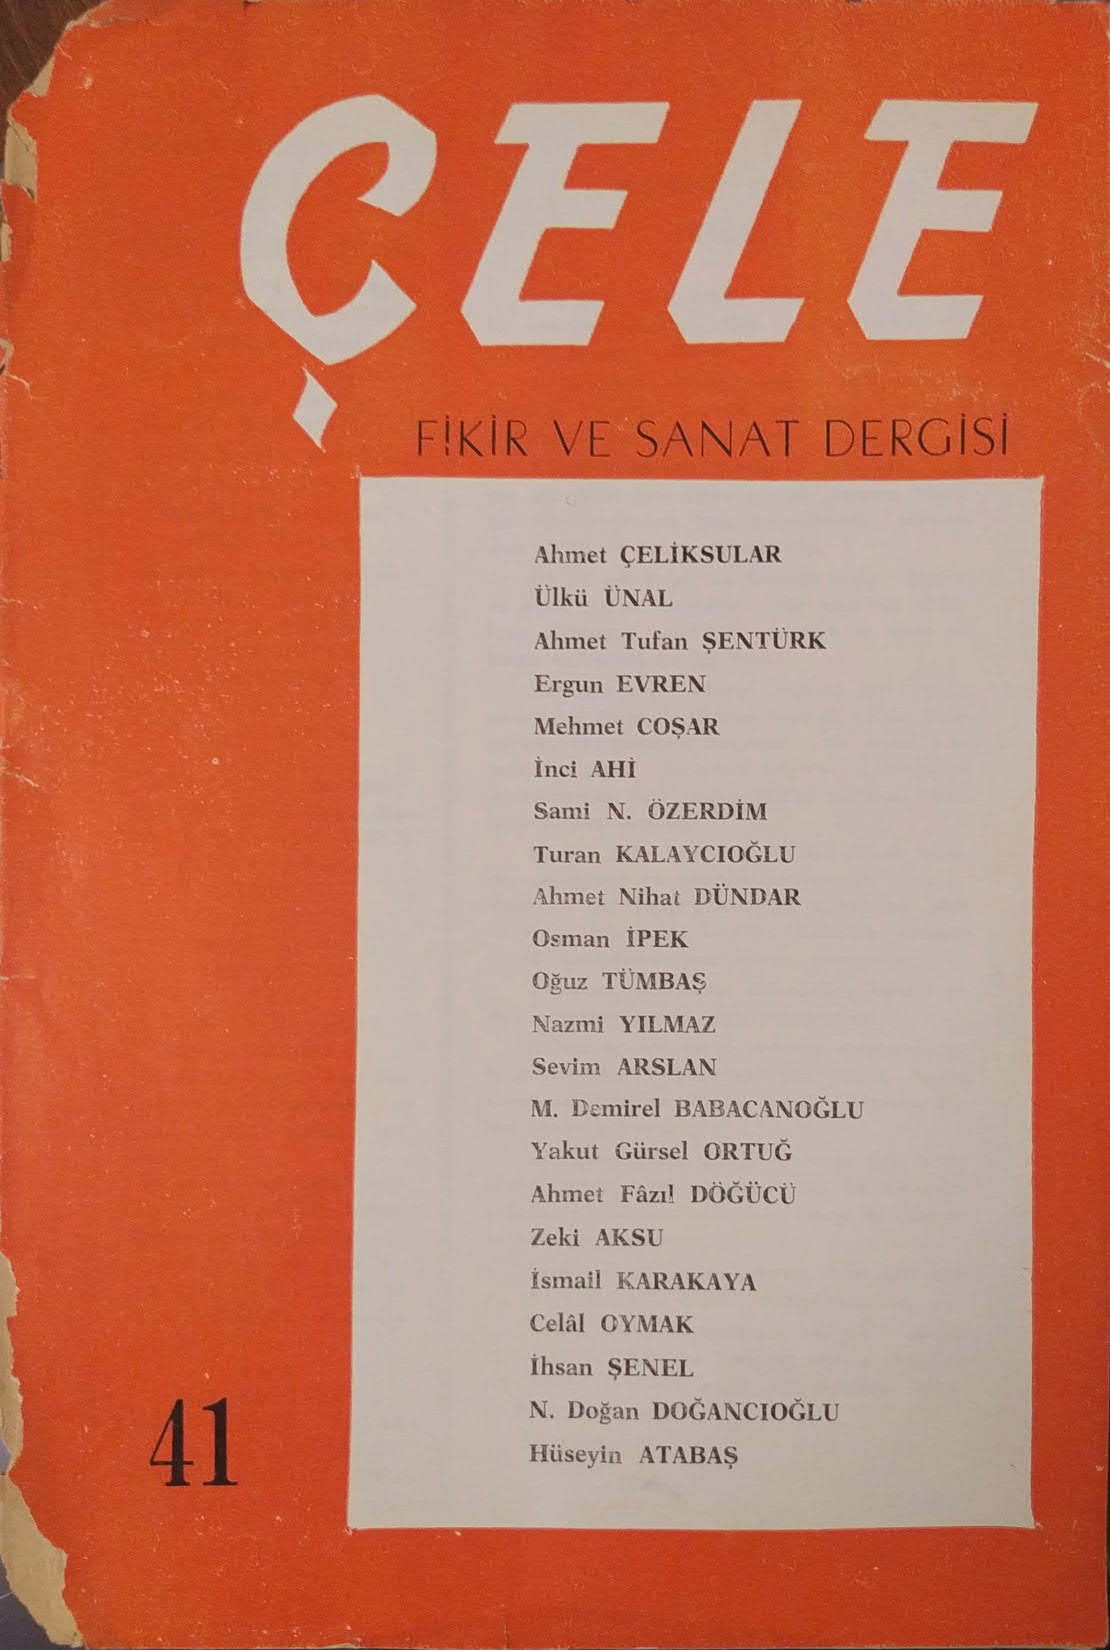 ÇELE
FİKİR VE SANAT DERGİSİ
Ahmet ÇELİKSULAR
Ülkü ÜNAL
Ahmet Tufan ŞENTÜRK
Ergun EVREN
Mehmet COŞAR
İnci AHİ
Sami N. ÖZERDİM
Turan KALAYCIOĞLU
Ahmet Nihat DÜNDAR
Osman İPEK
Oğuz TÜMBAŞ
Nazmi YILMAZ
Sevim ARSLAN
M. Demirel BABACANOĞLU
Yakut Gürsel ORTUĞ
Ahmet Fâzıl DÖĞÜCÜ
Zeki AKSU
İsmail KARAKAYA
Celâl OYMAK
İhsan ŞENEL
N. Doğan DOĞANCIOĞLU
Hüseyin ATABAŞ
41